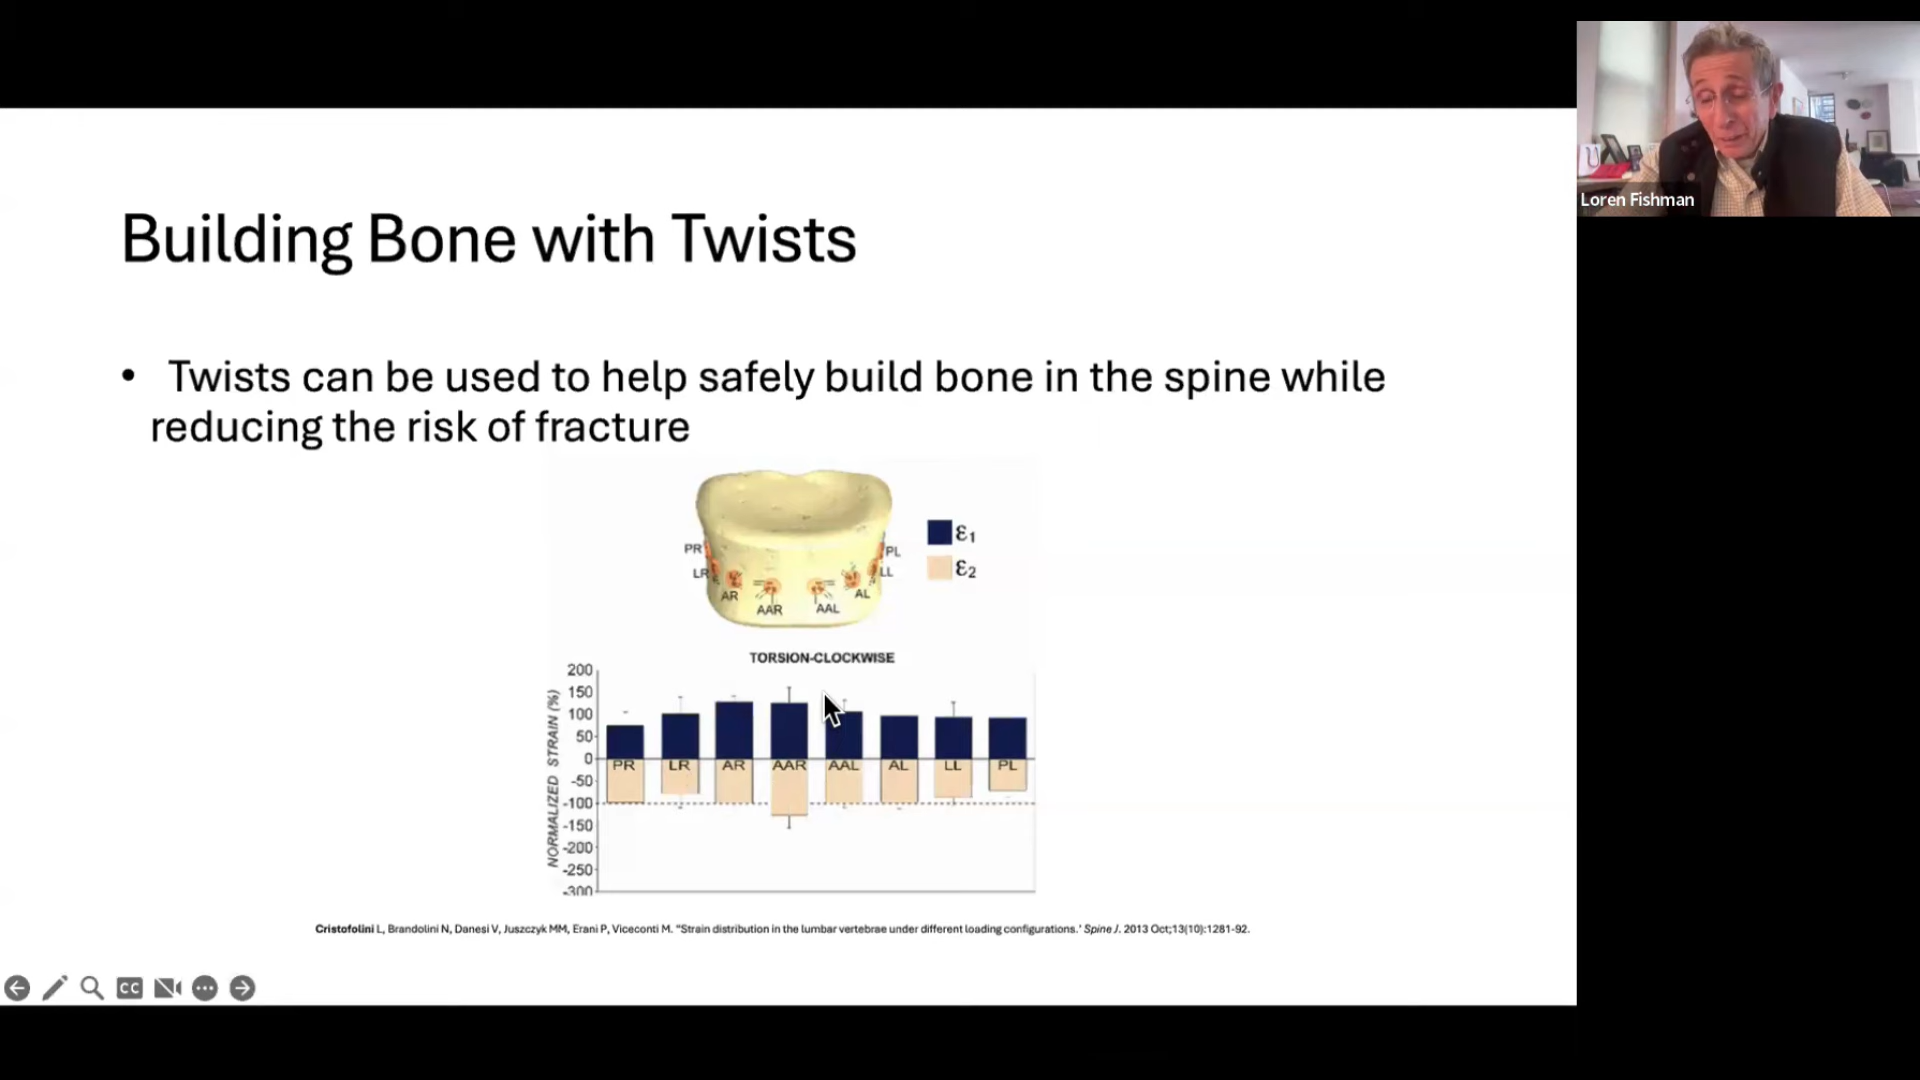 Loren Fishman
Building Bone with Twists
• Twists can be used to help safely build bone in the spine while
reducing the risk of fracture
ε1
ε2
PR
PL
LR
LL
AR
AL
AAR
AAL
TORSION-CLOCKWISE
NORMALIZED STRAIN (%)
200
150
100
50
0
-50
-100
-150
-200
-250
-300
PR LR AR AAR AAL AL LL PL
Cristofolini L, Brandolini N, Danesi V, Juszczyk MM, Erani P, Viceconti M. "Strain distribution in the lumbar vertebrae under different loading configurations.' Spine J. 2013 Oct;13(10):1281-92.
CC